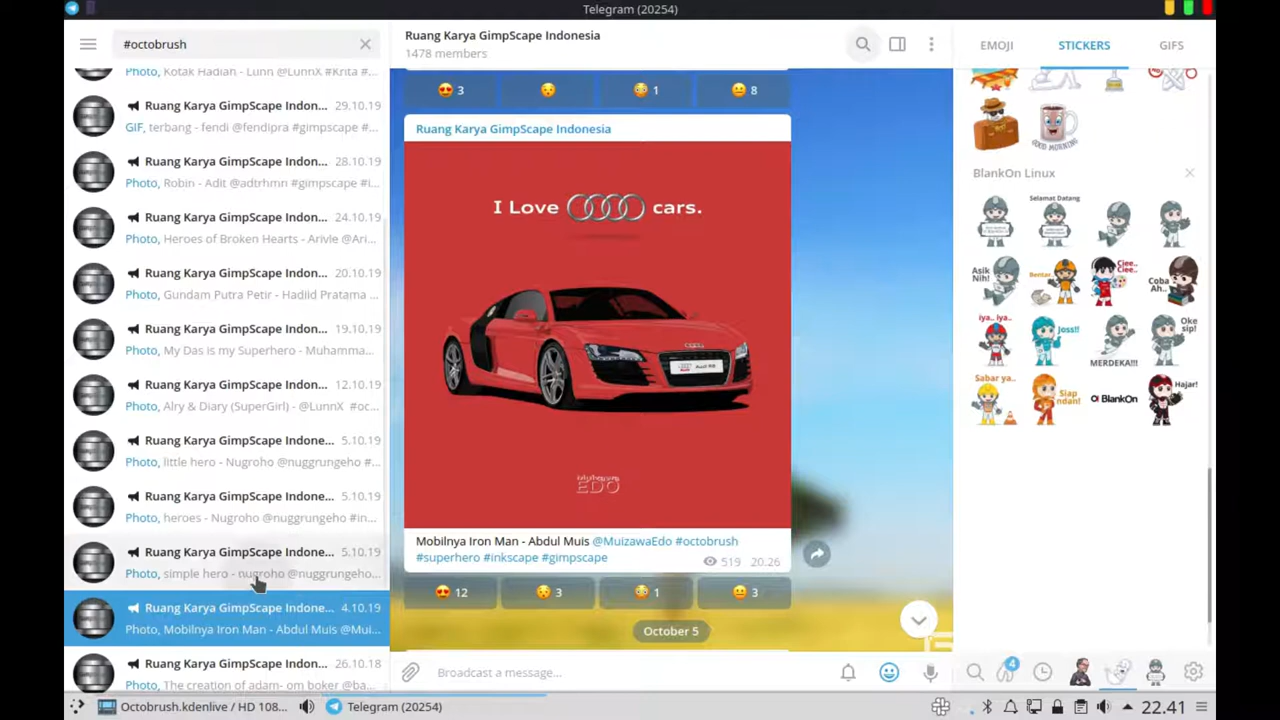 Telegram (20254)
#octobrush
Photo, Kotak Hadiah - Lunn @LunnX #Krita #...
Ruang Karya GimpScape Indon... 29.10.19
GIF, terbang - fendi @fendipra #gimpscape #...
Ruang Karya GimpScape Indon... 28.10.19
Photo, Robin - Adit @adtrhmn #gimpscape #i...
Ruang Karya GimpScape Indon... 24.10.19
Photo, Heroes of Broken Hearts - Arivle @Ari...
Ruang Karya GimpScape Indon... 20.10.19
Photo, Gundam Putra Petir - Hadiid Pratama ...
Ruang Karya GimpScape Indon... 19.10.19
Photo, My Das is my Superhero - Muhamma...
Ruang Karya GimpScape Indon... 12.10.19
Photo, Alry & Diary (SuperGirl) - @LunnX #oc...
Ruang Karya GimpScape Indone... 5.10.19
Photo, little hero - Nugroho @nuggrungeho #...
Ruang Karya GimpScape Indone... 5.10.19
Photo, heroes - Nugroho @nuggrungeho #in...
Ruang Karya GimpScape Indone... 5.10.19
Photo, simple hero - nugroho @nuggrungeho...
Ruang Karya GimpScape Indone... 4.10.19
Photo, Mobilnya Iron Man - Abdul Muis @Mui...
Ruang Karya GimpScape Indon... 26.10.18
Photo, The creation of adam- om boker @ba...
Ruang Karya GimpScape Indonesia
1478 members
3 1 8
Ruang Karya GimpScape Indonesia
I Love cars.
Audi R8
EDO
Mobilnya Iron Man - Abdul Muis @MuizawaEdo #octobrush
#superhero #inkscape #gimpscape
519 20.26
12 3 1 3
October 5
Broadcast a message...
EMOJI STICKERS GIFS
GOOD MORNING
BlankOn Linux
Selamat Datang
Asik Nih!
Bentar
Ciee.. Ciee..
Coba Ah..
iya.. iya..
Joss!!
MERDEKA!!!
Oke sip!
Sabar ya..
Siap ndan!
BlankOn
Hajar!
4
Octobrush.kdenlive / HD 108...
Telegram (20254)
22.41